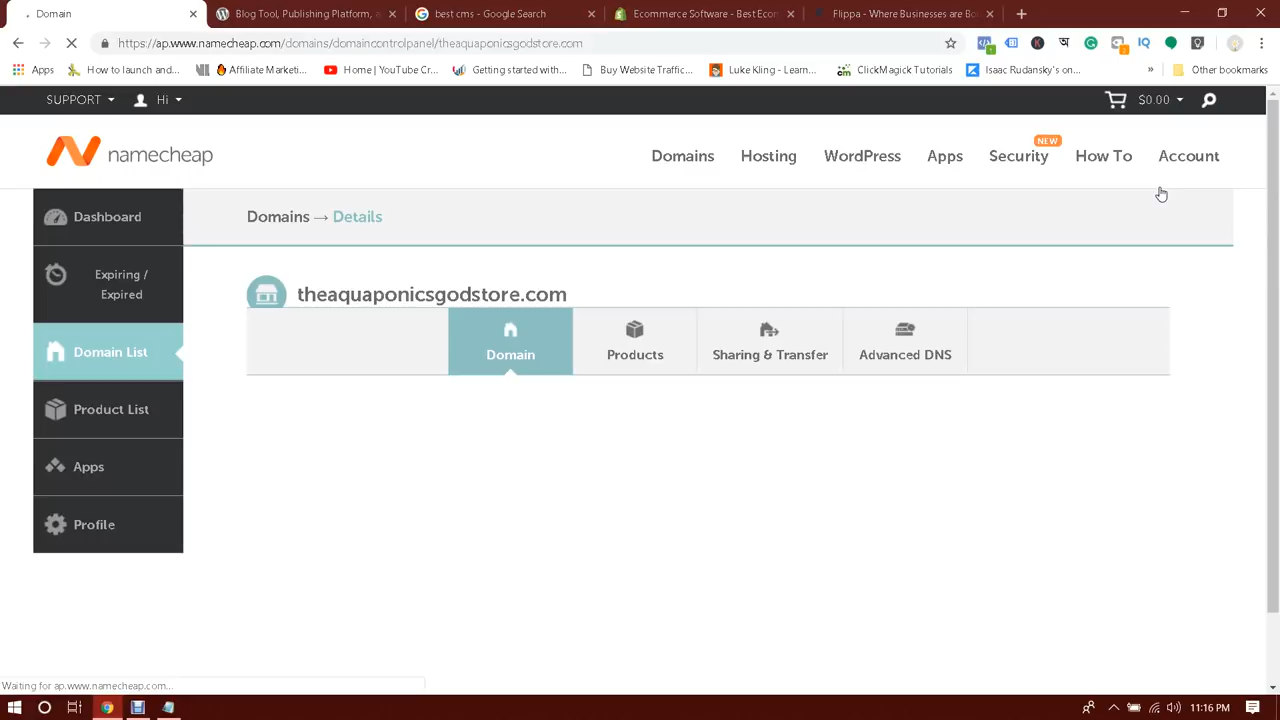 Domain
Blog Tool, Publishing Platform,
best cms - Google Search
Ecommerce Software - Best Ecom
Flippa - Where Businesses are Bo
https://ap.www.namecheap.com/domains/domaincontrolpanel/theaquaponicsgodstore.com
Apps
How to launch and...
Affiliate Marketi...
Home | YouTube Cr...
Getting started with...
Buy Website Traffic...
Luke Kling - Learn...
ClickMagick Tutorials
Isaac Rudansky's on...
»
Other bookmarks
SUPPORT
Hi
$0.00
namecheap
Domains
Hosting
WordPress
Apps
NEW
Security
How To
Account
Dashboard
Expiring /
Expired
Domain List
Product List
Apps
Profile
Domains → Details
theaquaponicsgodstore.com
Domain
Products
Sharing & Transfer
Advanced DNS
Waiting for ap.www.namecheap.com...
11:16 PM